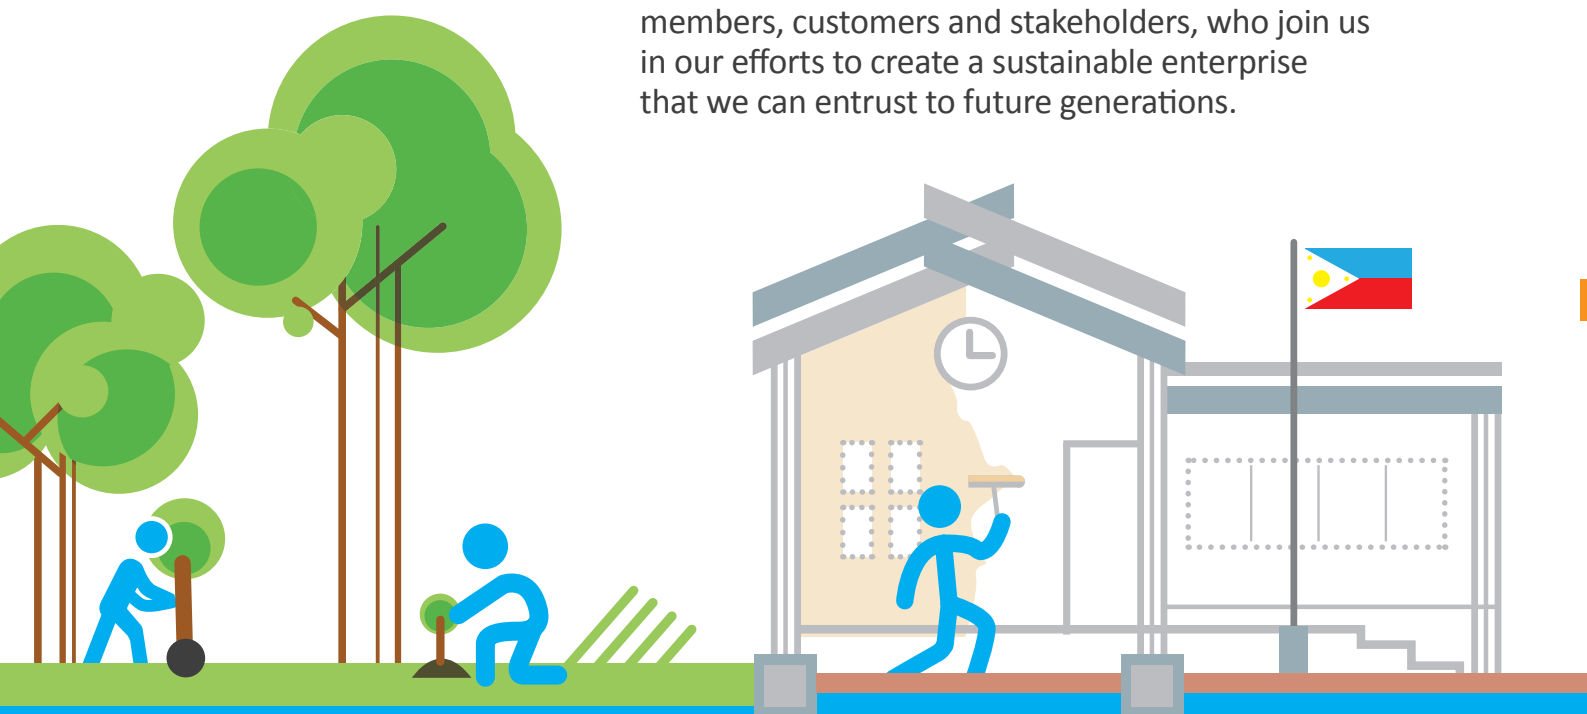 members, customers and stakeholders, who join us
in our efforts to create a sustainable enterprise
that we can entrust to future generations.